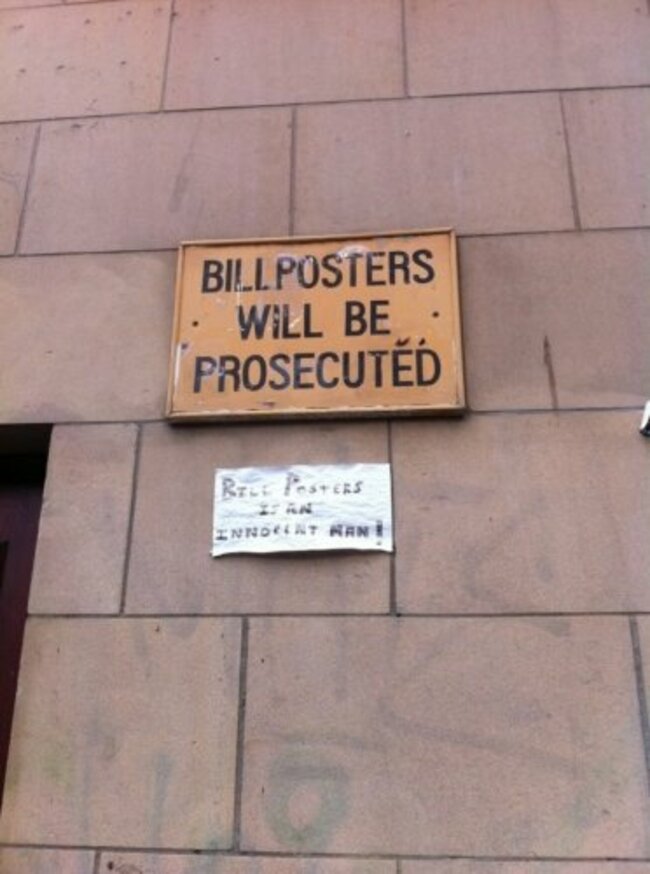 BILLPOSTERS
WILL BE
PROSECUTED
BILL POSTERS
IS AN
INNOCENT MAN!